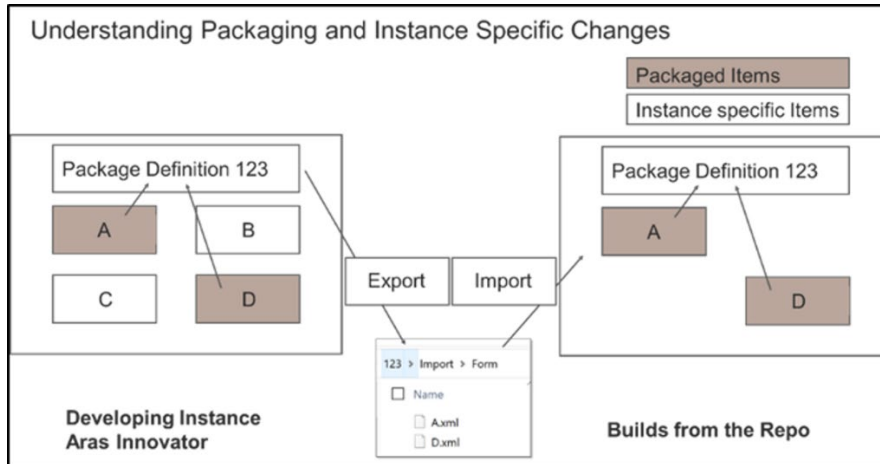 Understanding Packaging and Instance Specific Changes
Packaged Items
Instance specific Items
Package Definition 123
A
B
C
D
Export
Import
123 > Import > Form
Name
A.xml
D.xml
Package Definition 123
A
D
Developing Instance
Aras Innovator
Builds from the Repo